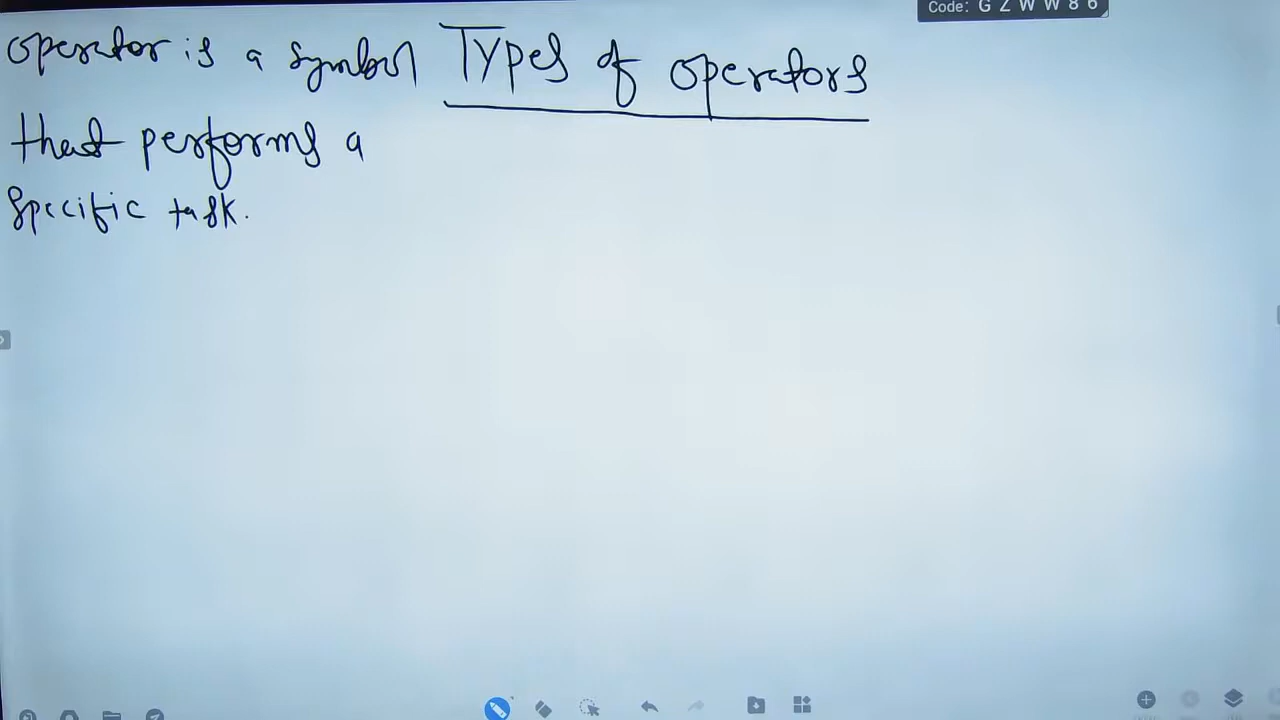 Code: G Z W W 8 6
Types of operators
operator is a symbol
that performs a
specific task.